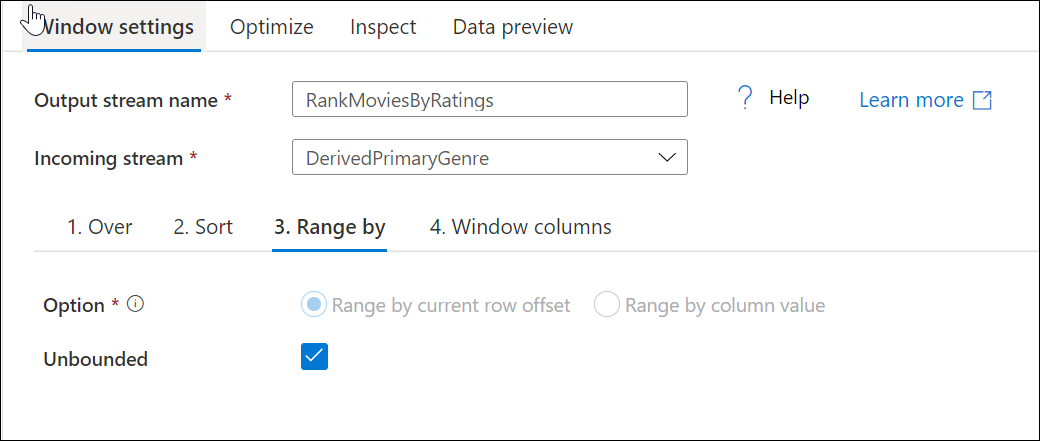 Window settings Optimize Inspect Data preview
Output stream name * RankMoviesByRatings ? Help Learn more
Incoming stream * DerivedPrimaryGenre
1. Over 2. Sort 3. Range by 4. Window columns
Option * Range by current row offset Range by column value
Unbounded